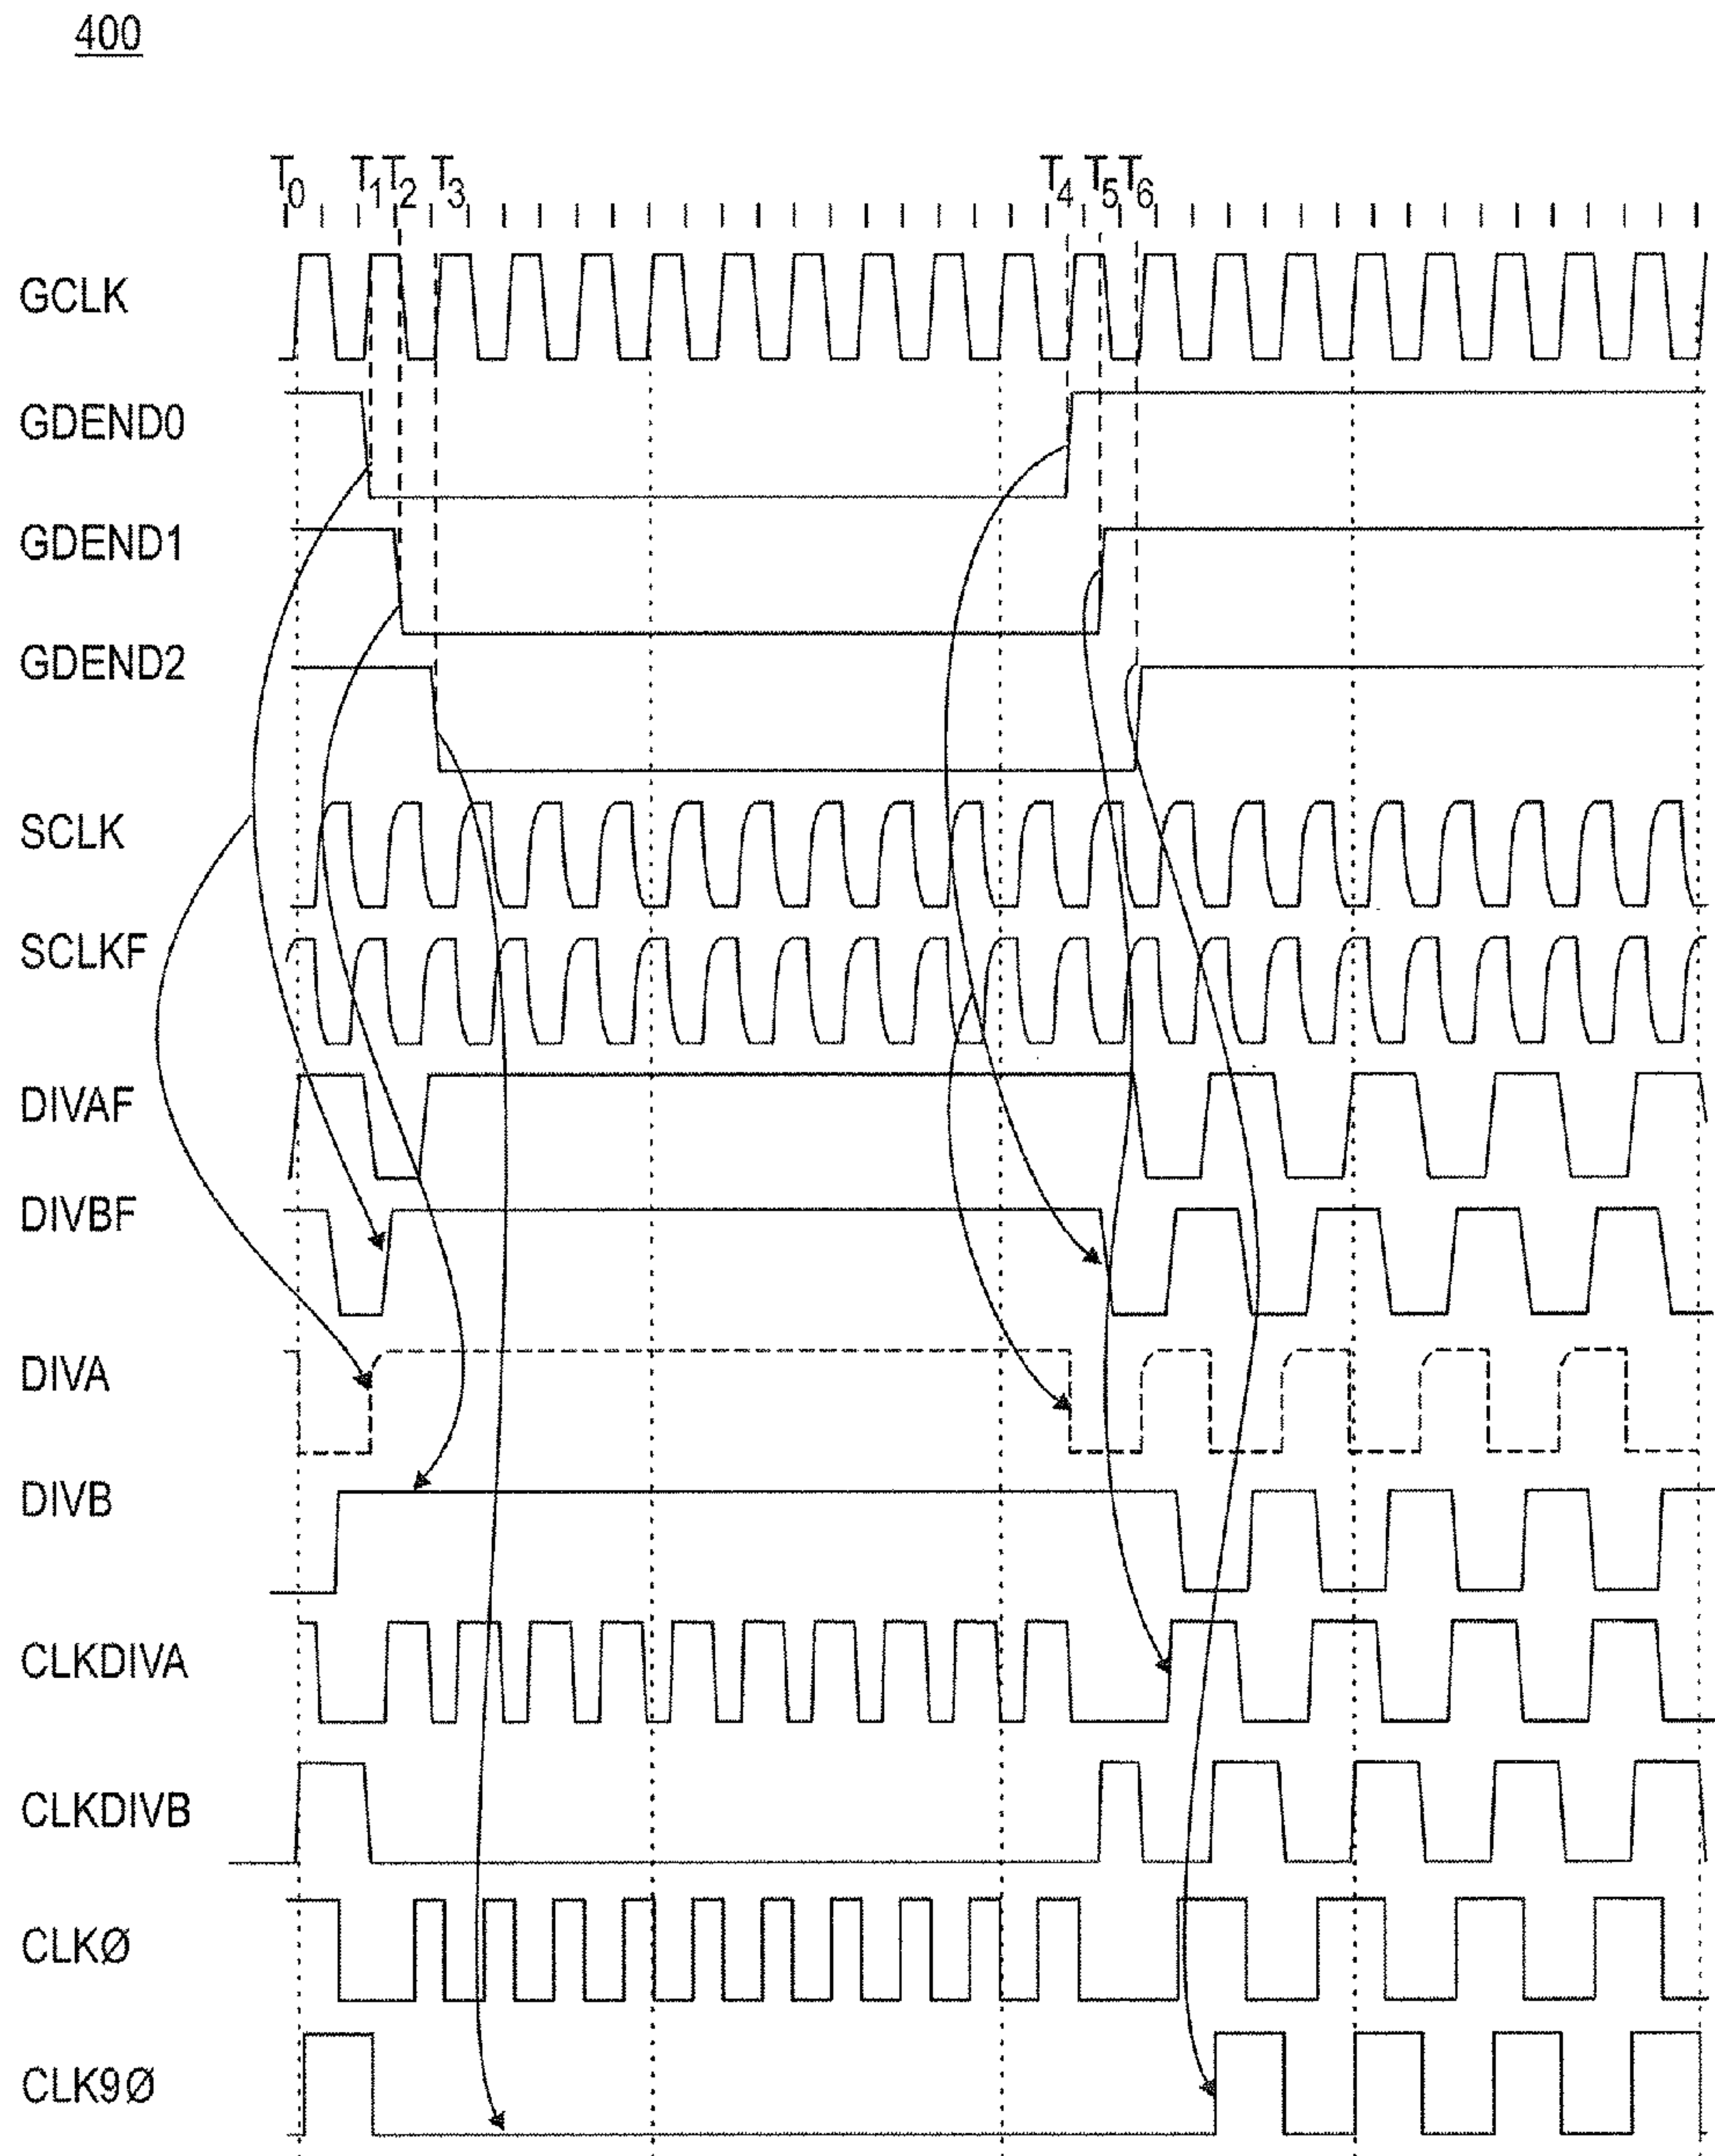 400
T0 T1 T2 T3 T4 T5 T6
GCLK
GDEND0
GDEND1
GDEND2
SCLK
SCLKF
DIVAF
DIVBF
DIVA
DIVB
CLKDIVA
CLKDIVB
CLKØ
CLK9Ø